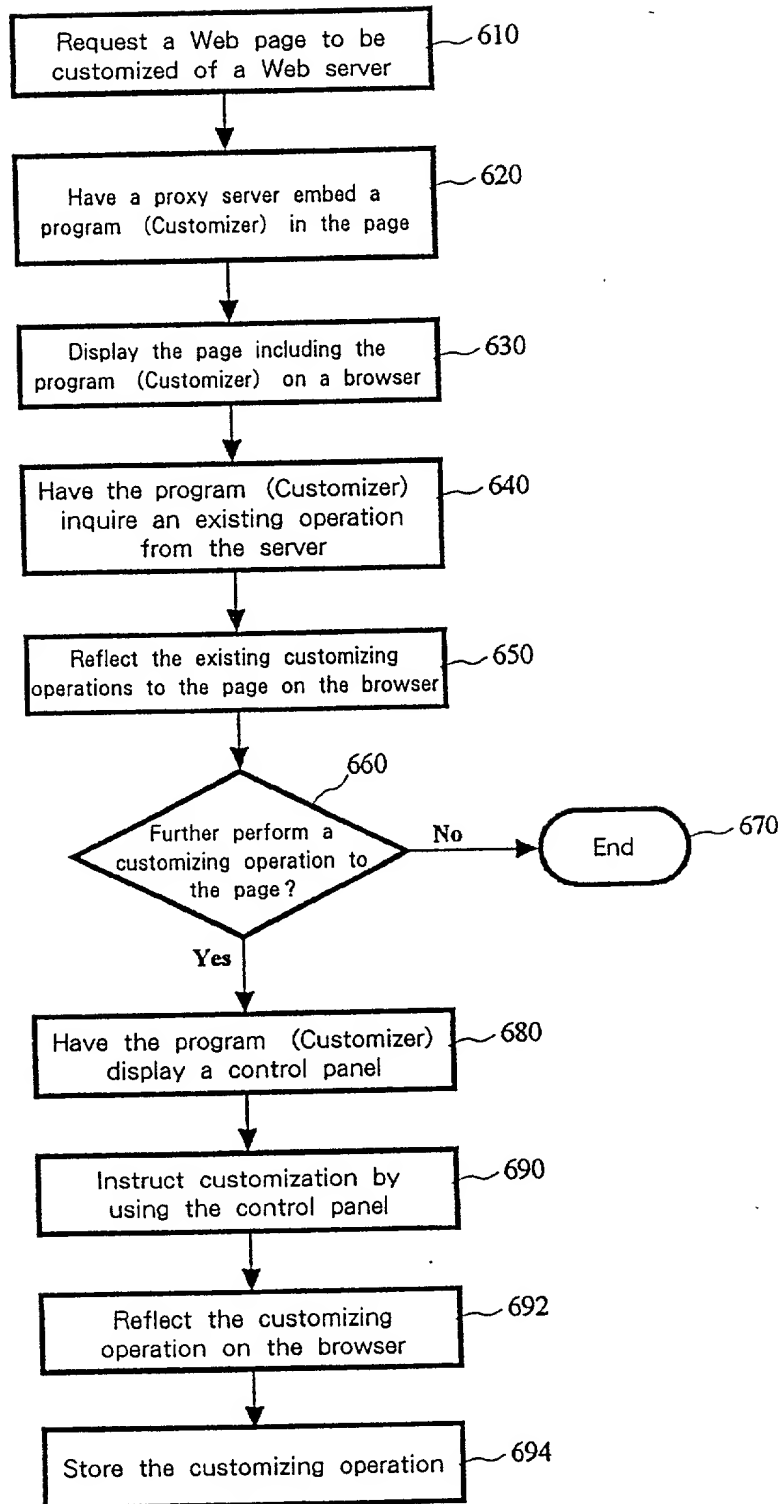 Request a Web page to be
customized of a Web server
610
Have a proxy server embed a
program (Customizer) in the page
620
Display the page including the
program (Customizer) on a browser
630
Have the program (Customizer)
inquire an existing operation
from the server
640
Reflect the existing customizing
operations to the page on the browser
650
660
Further perform a
customizing operation to
the page?
No
End
670
Yes
Have the program (Customizer)
display a control panel
680
Instruct customization by
using the control panel
690
Reflect the customizing
operation on the browser
692
Store the customizing operation
694